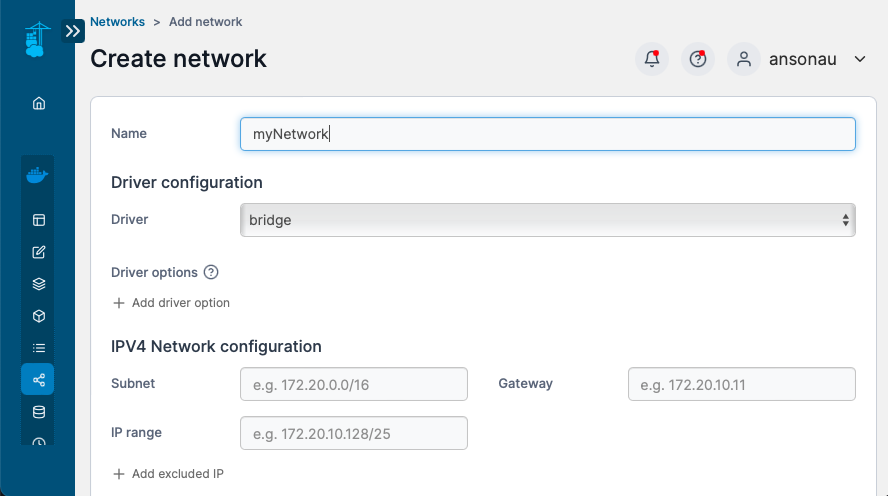 Networks > Add network
Create network
ansonau
Name
myNetwork
Driver configuration
Driver
bridge
Driver options
Add driver option
IPV4 Network configuration
Subnet
e.g. 172.20.0.0/16
Gateway
e.g. 172.20.10.11
IP range
e.g. 172.20.10.128/25
Add excluded IP